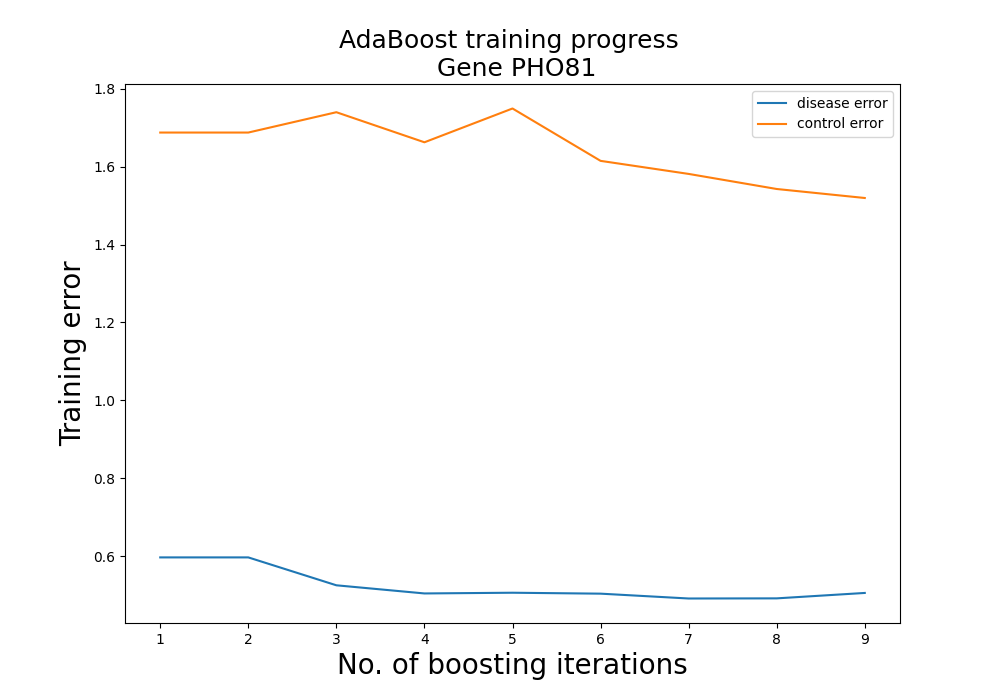 AdaBoost training progress
Gene PHO81
disease error
control error
1.8
1.6
1.4
1.2
1.0
0.8
0.6
Training error
1 2 3 4 5 6 7 8 9
No. of boosting iterations